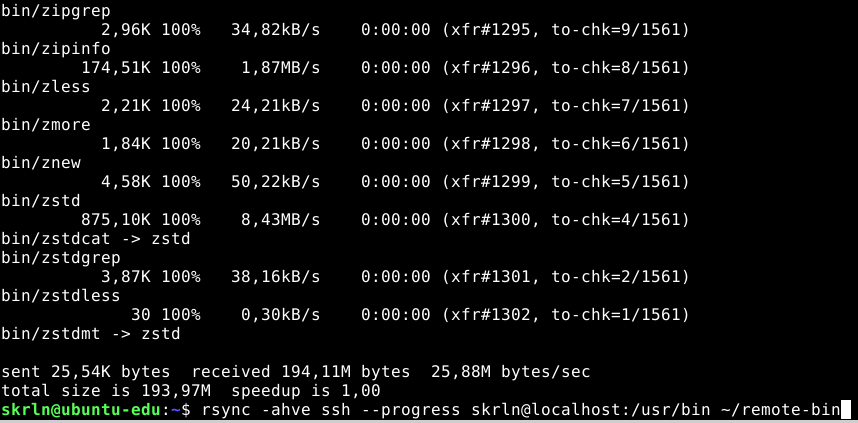 bin/zipgrep
2,96K 100%   34,82kB/s    0:00:00 (xfr#1295, to-chk=9/1561)
bin/zipinfo
174,51K 100%    1,87MB/s    0:00:00 (xfr#1296, to-chk=8/1561)
bin/zless
2,21K 100%   24,21kB/s    0:00:00 (xfr#1297, to-chk=7/1561)
bin/zmore
1,84K 100%   20,21kB/s    0:00:00 (xfr#1298, to-chk=6/1561)
bin/znew
4,58K 100%   50,22kB/s    0:00:00 (xfr#1299, to-chk=5/1561)
bin/zstd
875,10K 100%    8,43MB/s    0:00:00 (xfr#1300, to-chk=4/1561)
bin/zstdcat -> zstd
bin/zstdgrep
3,87K 100%   38,16kB/s    0:00:00 (xfr#1301, to-chk=2/1561)
bin/zstdless
30 100%    0,30kB/s    0:00:00 (xfr#1302, to-chk=1/1561)
bin/zstdmt -> zstd
sent 25,54K bytes  received 194,11M bytes  25,88M bytes/sec
total size is 193,97M  speedup is 1,00
skrln@ubuntu-edu:~$ rsync -ahve ssh --progress skrln@localhost:/usr/bin ~/remote-bin